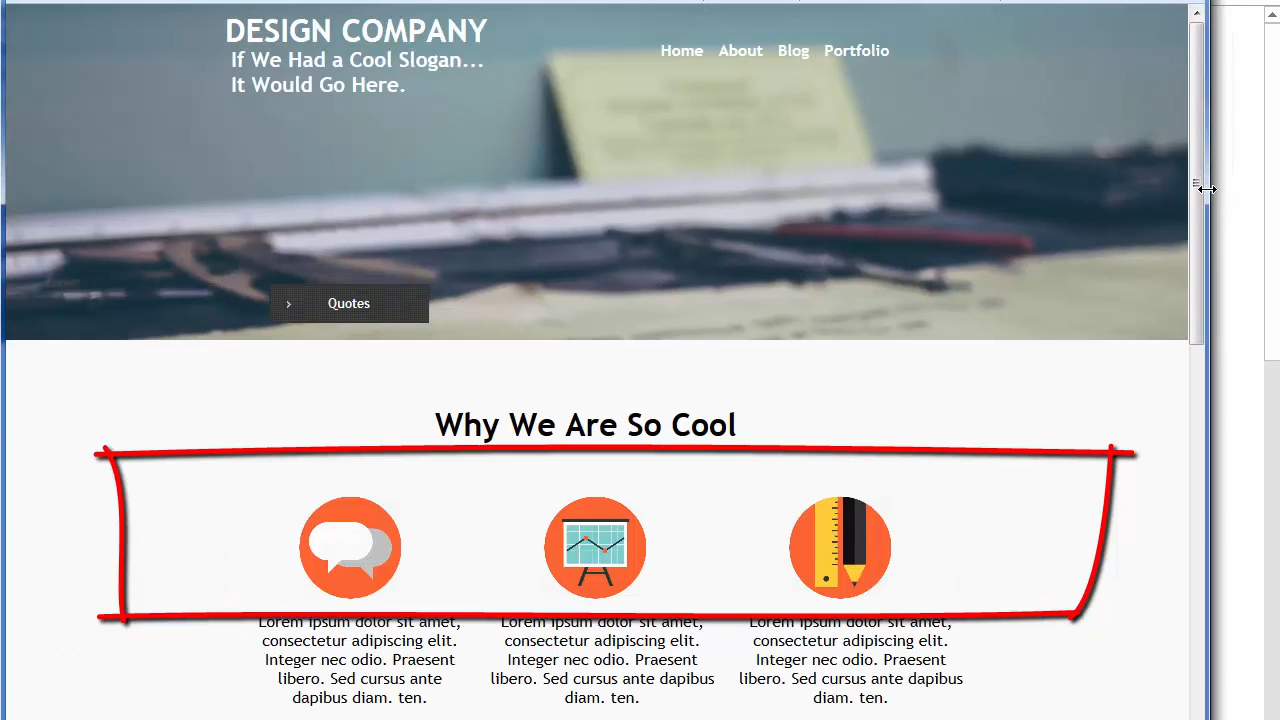 DESIGN COMPANY
If We Had a Cool Slogan...
It Would Go Here.
Home About Blog Portfolio
› Quotes
Why We Are So Cool
Lorem ipsum dolor sit amet,
consectetur adipiscing elit.
Integer nec odio. Praesent
libero. Sed cursus ante
dapibus diam. ten.
Lorem ipsum dolor sit amet,
consectetur adipiscing elit.
Integer nec odio. Praesent
libero. Sed cursus ante dapibus
diam. ten.
Lorem ipsum dolor sit amet,
consectetur adipiscing elit.
Integer nec odio. Praesent
libero. Sed cursus ante dapibus
diam. ten.